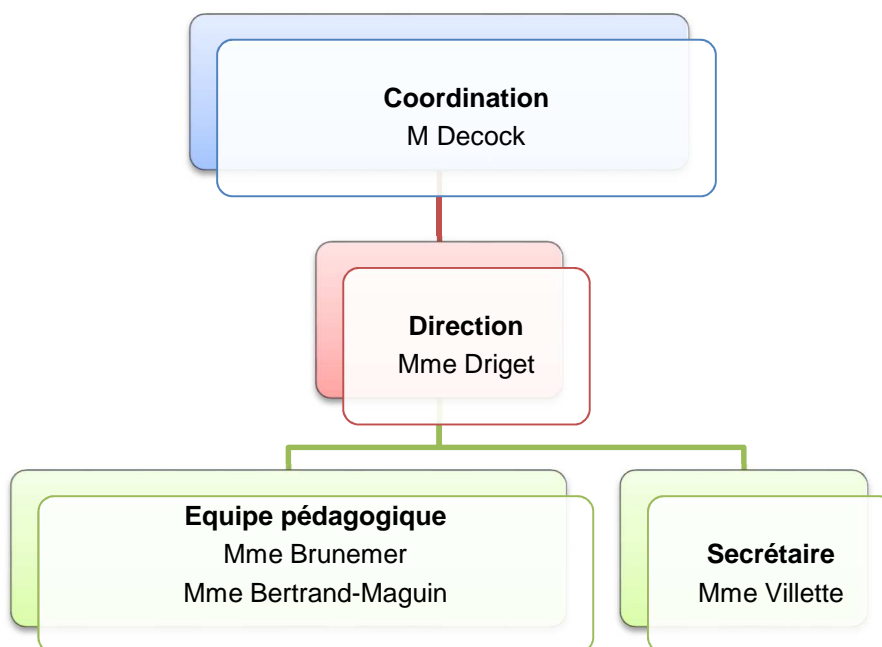 Coordination
M Decock
Direction
Mme Driget
Equipe pédagogique
Mme Brunemer
Mme Bertrand-Maguin
Secrétaire
Mme Villette